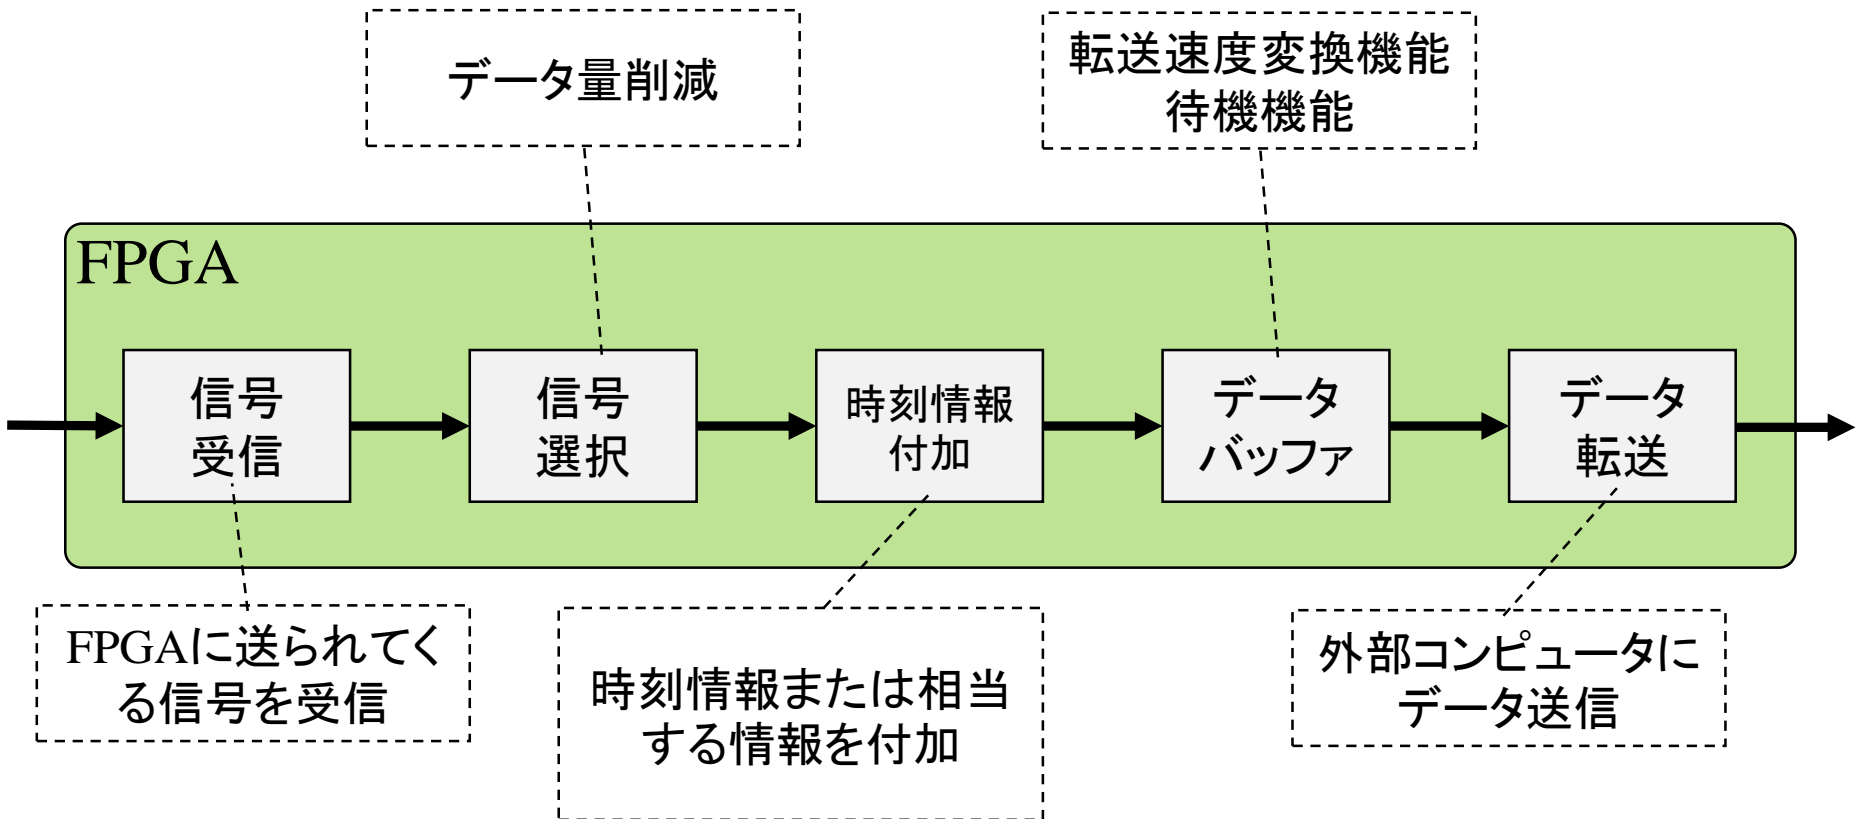 データ量削減
転送速度変換機能
待機機能
FPGA
信号
受信
信号
選択
時刻情報
付加
データ
バッファ
データ
転送
FPGAに送られてく
る信号を受信
時刻情報または相当
する情報を付加
外部コンピュータに
データ送信